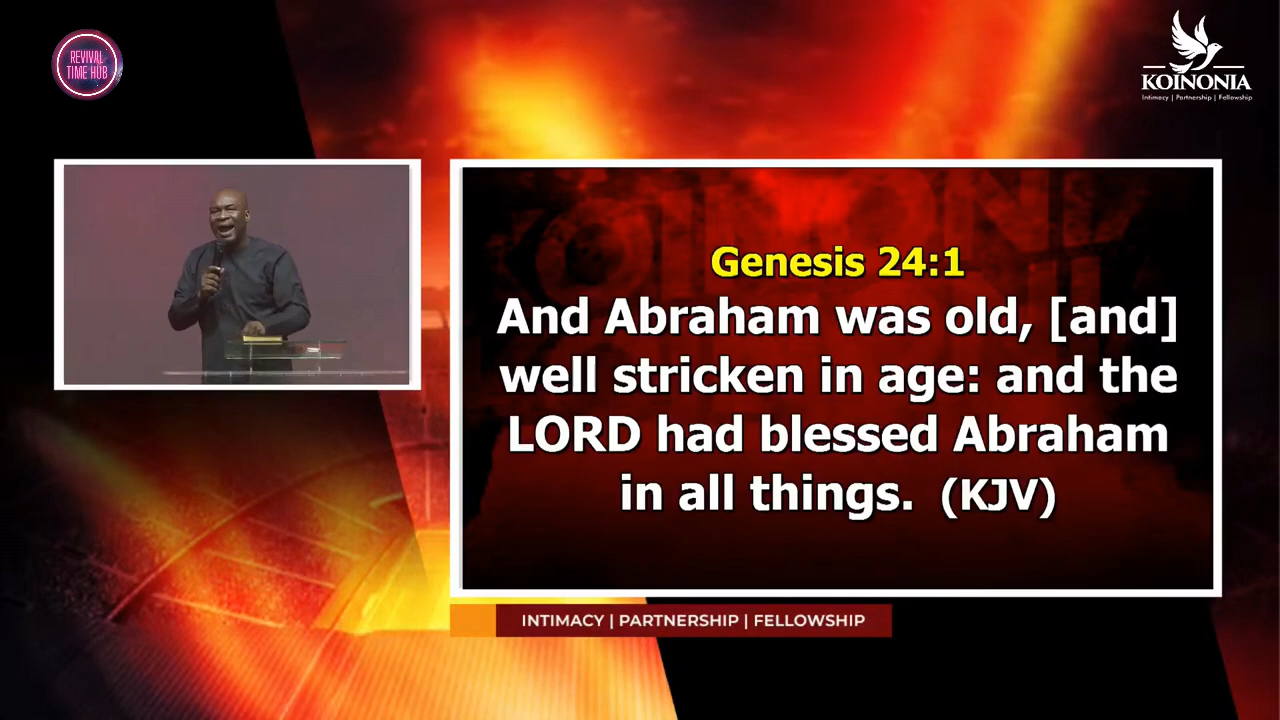 REVIVAL
TIME HUB
KOINONIA
Intimacy | Partnership | Fellowship
Genesis 24:1
And Abraham was old, [and]
well stricken in age: and the
LORD had blessed Abraham
in all things. (KJV)
INTIMACY | PARTNERSHIP | FELLOWSHIP